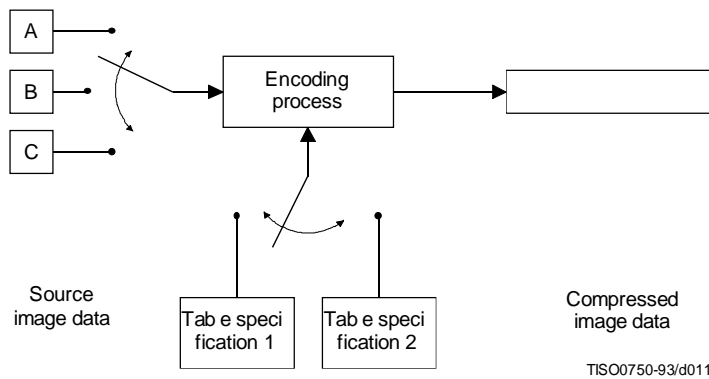 A
B
C
Encoding
process
Source
image data
Tab e speci
fication 1
Tab e speci
fication 2
Compressed
image data
TISO0750-93/d011